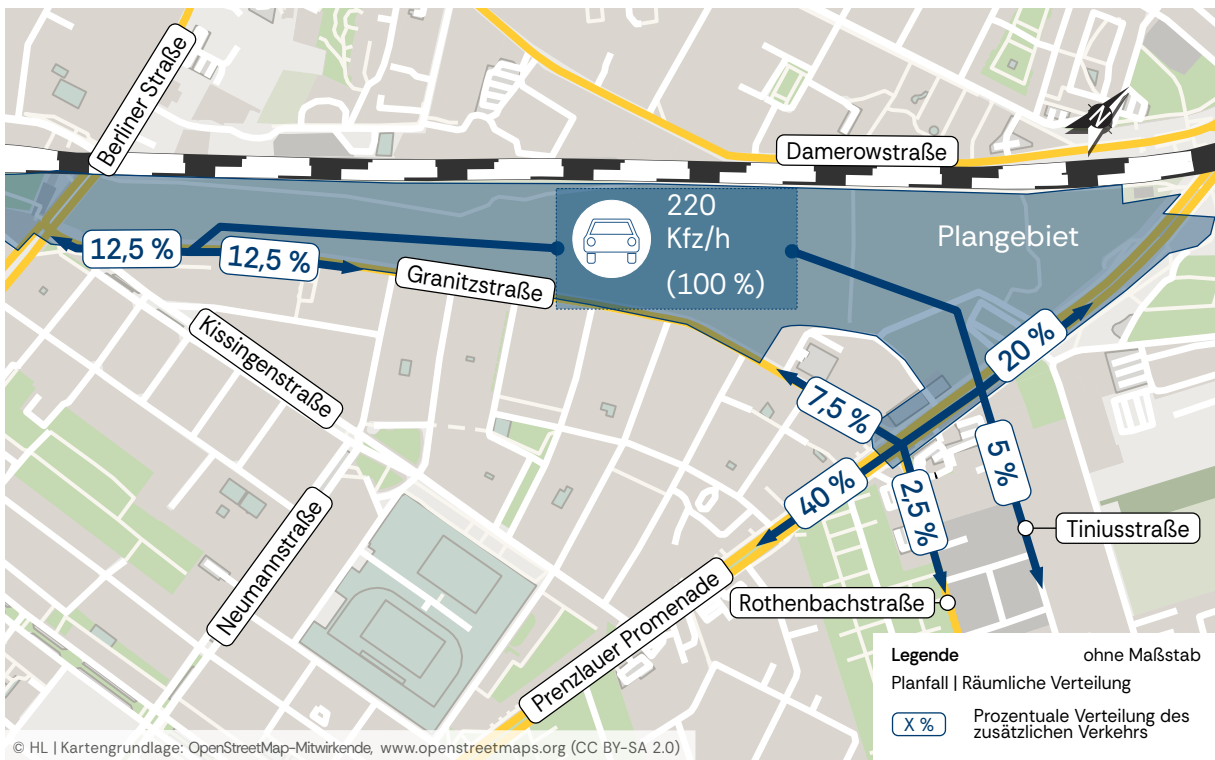 Berliner Straße
Damerowstraße
N
220
Kfz/h
(100 %)
Plangebiet
12,5 %
12,5 %
Granitzstraße
Kissingenstraße
20 %
7,5 %
5 %
40 %
2,5 %
Neumannstraße
Tiniusstraße
Rothenbachstraße
Prenzlauer Promenade
Legende
ohne Maßstab
Planfall | Räumliche Verteilung
X %
Prozentuale Verteilung des
zusätzlichen Verkehrs
© HL | Kartengrundlage: OpenStreetMap-Mitwirkende, www.openstreetmaps.org (CC BY-SA 2.0)